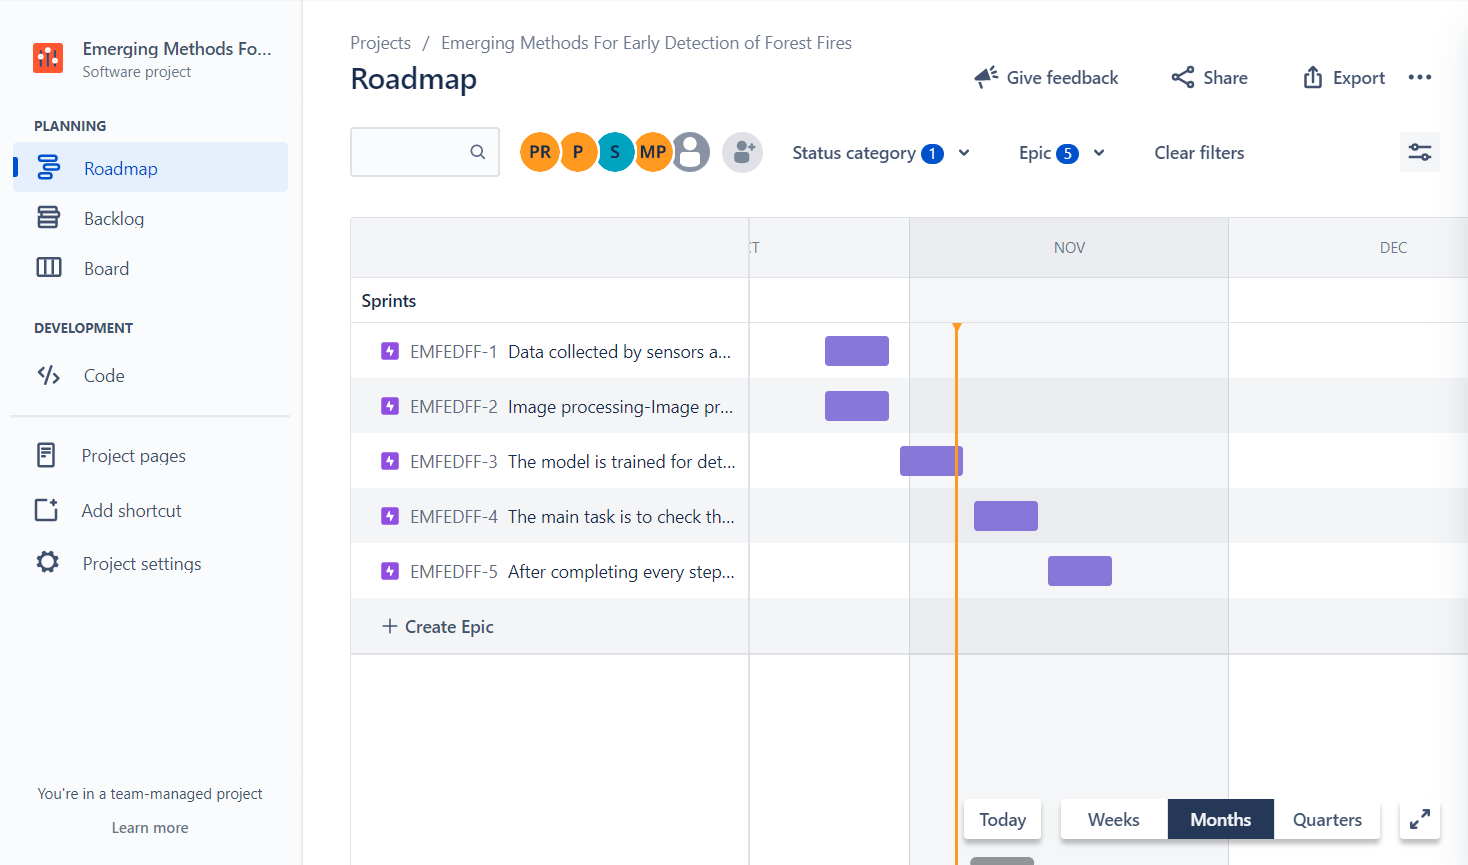 Emerging Methods Fo...
Software project
PLANNING
Roadmap
Backlog
Board
DEVELOPMENT
Code
Project pages
Add shortcut
Project settings
You're in a team-managed project
Learn more
Projects / Emerging Methods For Early Detection of Forest Fires
Roadmap
Give feedback
Share
Export
PR
P
S
MP
Status category 1
Epic 5
Clear filters
NOV
DEC
Sprints
EMFEDFF-1 Data collected by sensors a...
EMFEDFF-2 Image processing-Image pr...
EMFEDFF-3 The model is trained for det...
EMFEDFF-4 The main task is to check th...
EMFEDFF-5 After completing every step...
Create Epic
Today
Weeks
Months
Quarters